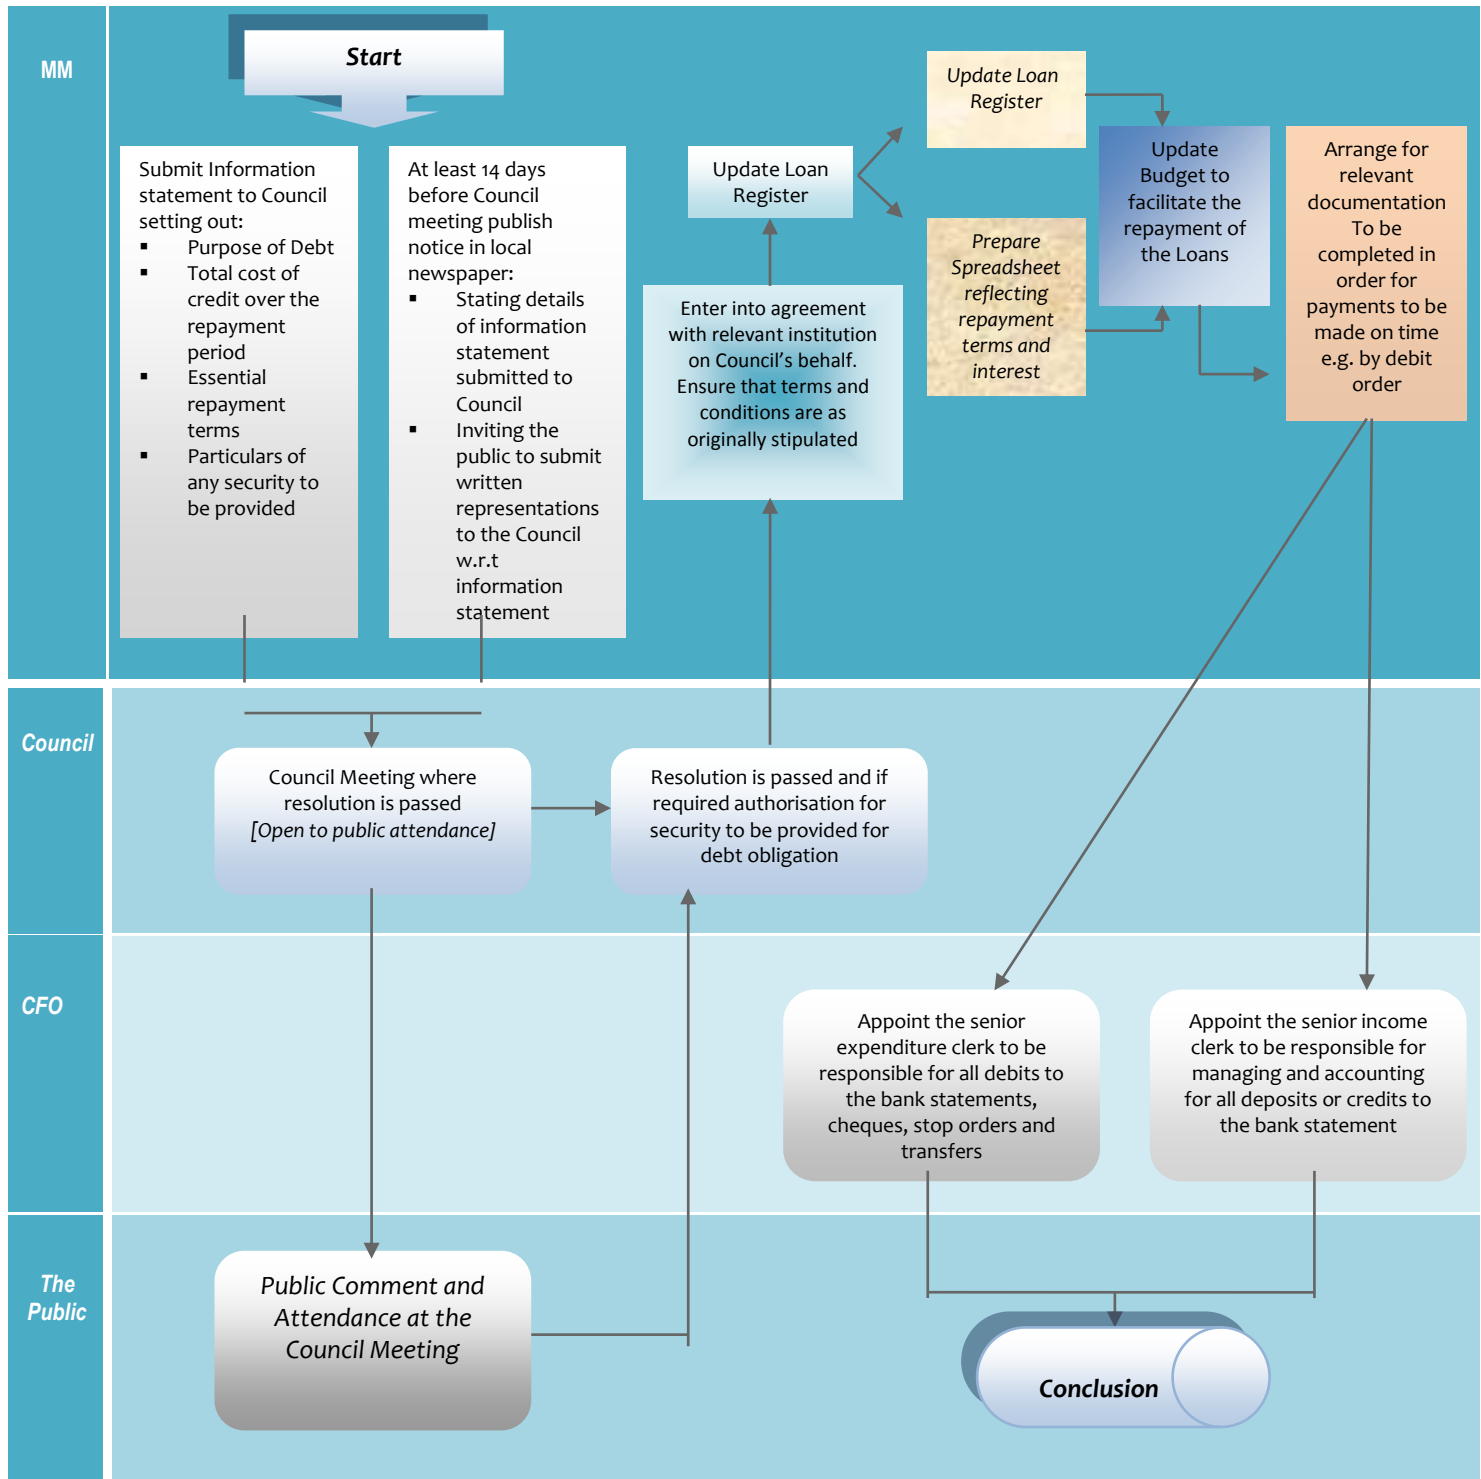 MM
Start
Submit Information
statement to Council
setting out:
▪ Purpose of Debt
▪ Total cost of
credit over the
repayment
period
▪ Essential
repayment
terms
▪ Particulars of
any security to
be provided
At least 14 days
before Council
meeting publish
notice in local
newspaper:
▪ Stating details
of information
statement
submitted to
Council
▪ Inviting the
public to submit
written
representations
to the Council
w.r.t
information
statement
Update Loan
Register
Enter into agreement
with relevant institution
on Council’s behalf.
Ensure that terms and
conditions are as
originally stipulated
Update Loan
Register
Prepare
Spreadsheet
reflecting
repayment
terms and
interest
Update
Budget to
facilitate the
repayment of
the Loans
Arrange for
relevant
documentation
To be
completed in
order for
payments to be
made on time
e.g. by debit
order
Council
Council Meeting where
resolution is passed
[Open to public attendance]
Resolution is passed and if
required authorisation for
security to be provided for
debt obligation
CFO
Appoint the senior
expenditure clerk to be
responsible for all debits to
the bank statements,
cheques, stop orders and
transfers
Appoint the senior income
clerk to be responsible for
managing and accounting
for all deposits or credits to
the bank statement
The
Public
Public Comment and
Attendance at the
Council Meeting
Conclusion